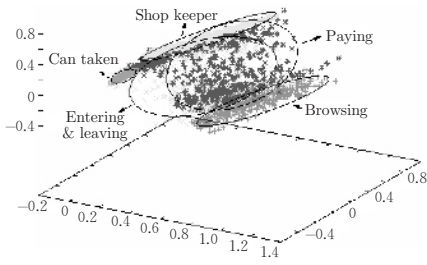 Shop keeper
0.8
Paying
0.4
Can taken
0
Browsing
Entering
−0.4
& leaving
0.8
0.4
−0.2
0
0.2
0
0.4
0.6
−0.4
0.8
1.0
1.2
1.4